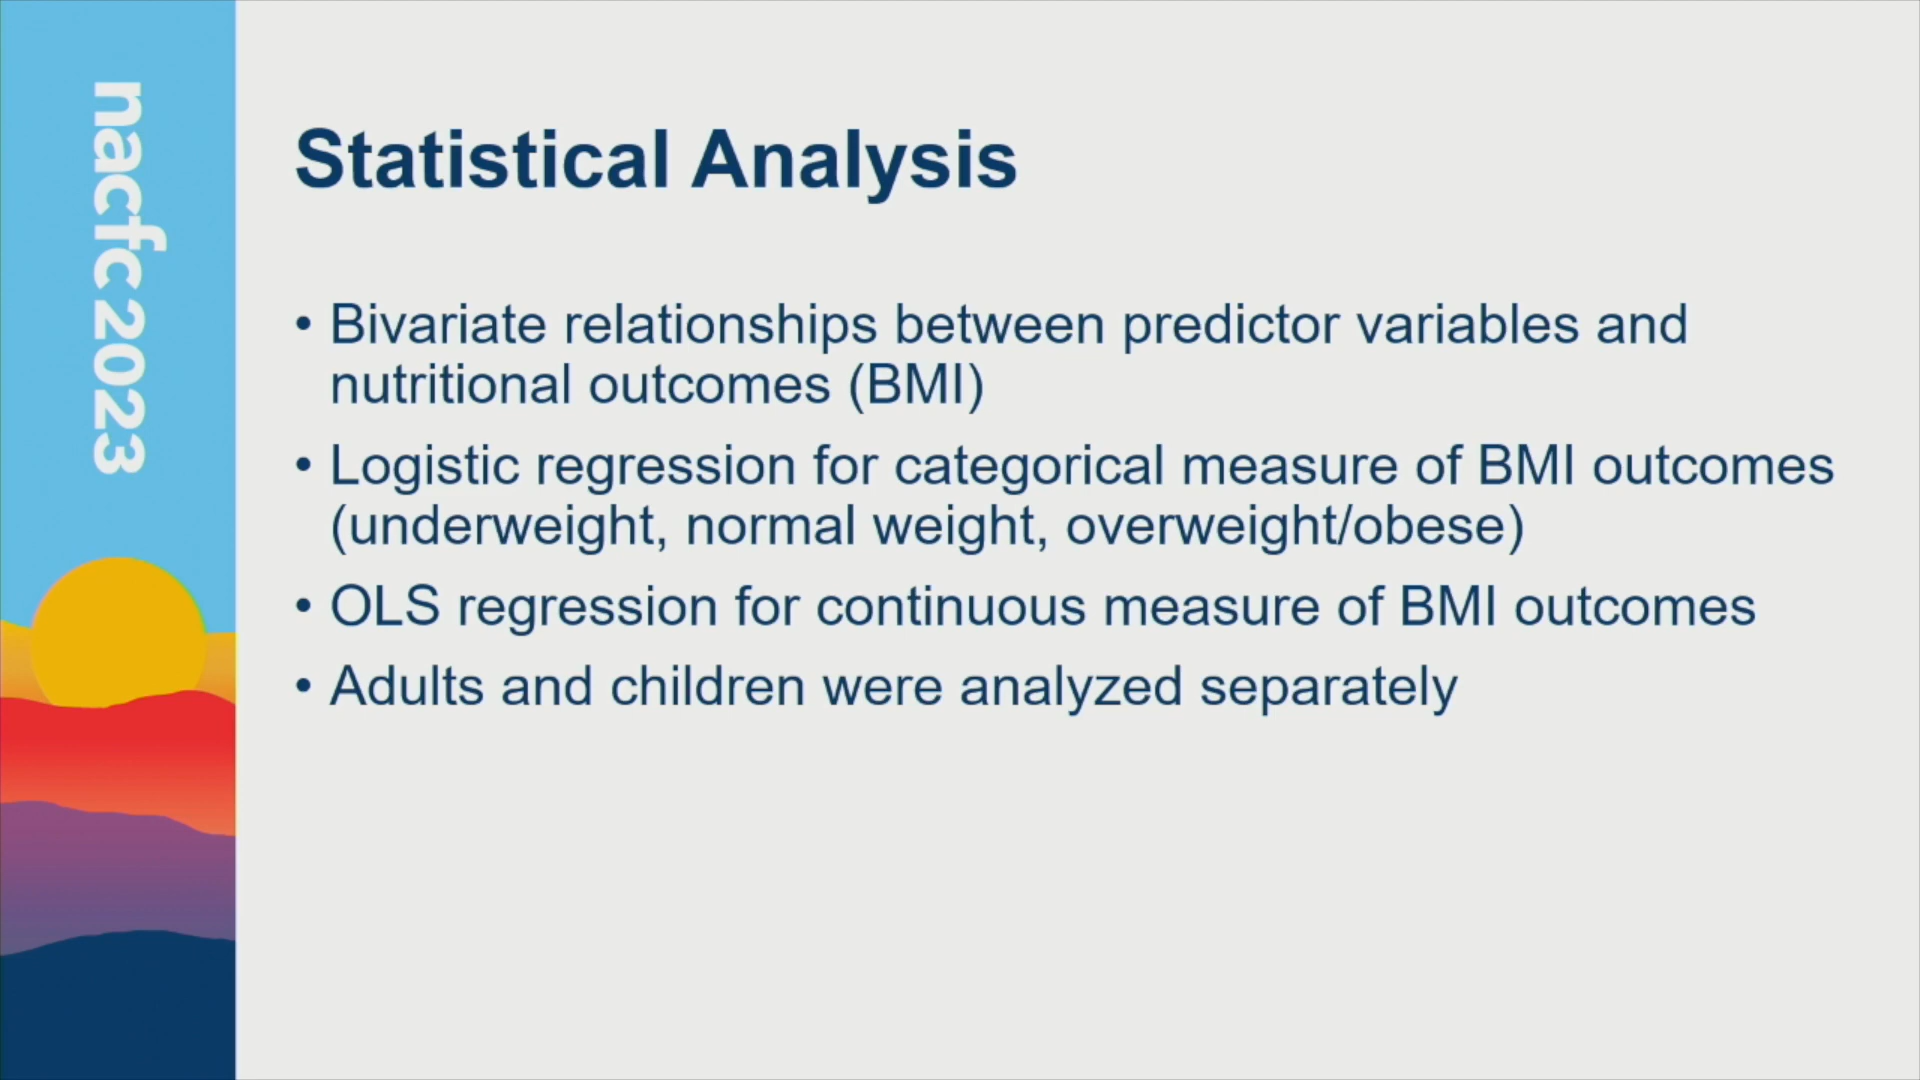 nacfc 2023
Statistical Analysis
• Bivariate relationships between predictor variables and
nutritional outcomes (BMI)
• Logistic regression for categorical measure of BMI outcomes
(underweight, normal weight, overweight/obese)
• OLS regression for continuous measure of BMI outcomes
• Adults and children were analyzed separately